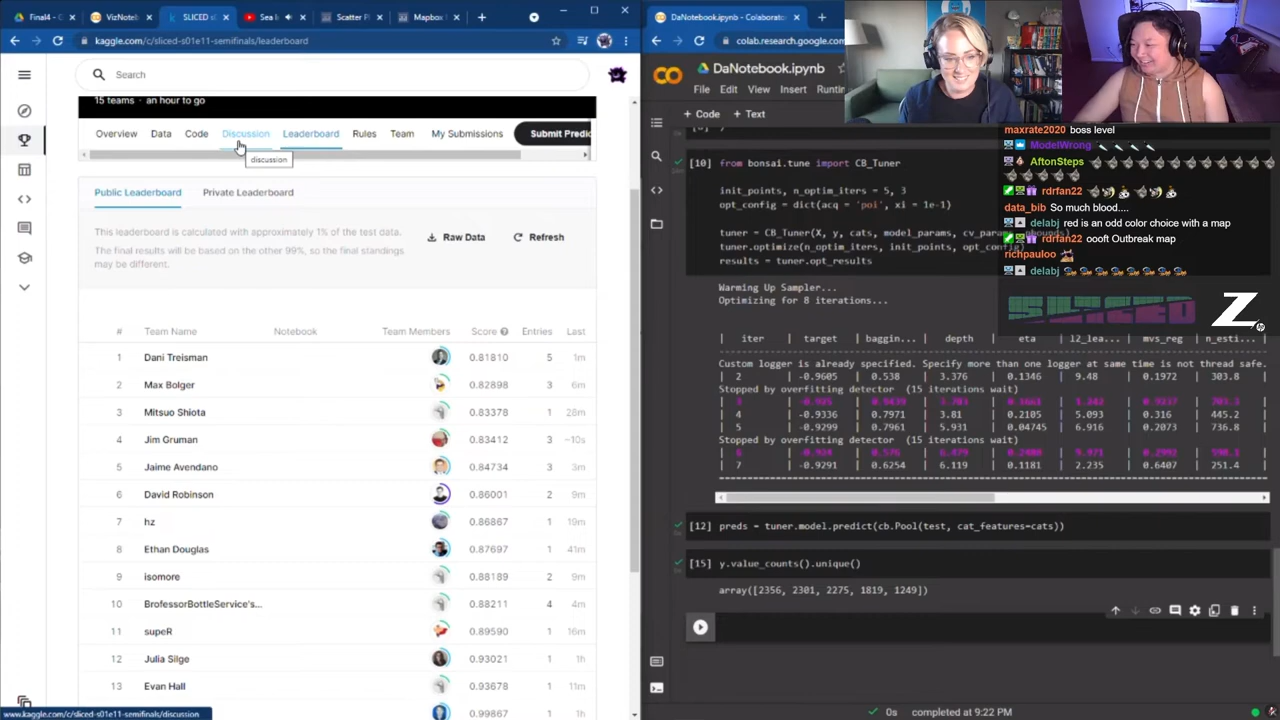 Final4 - G
VizNotebo
SLICED s
Sea I
Scatter P
Mapbox
kaggle.com/c/sliced-s01e11-semifinals/leaderboard
Search
15 teams · an hour to go
Overview
Data
Code
Discussion
Leaderboard
Rules
Team
My Submissions
Submit Predic
discussion
Public Leaderboard
Private Leaderboard
This leaderboard is calculated with approximately 1% of the test data.
The final results will be based on the other 99%, so the final standings
may be different.
Raw Data
Refresh
# Team Name Notebook Team Members Score Entries Last
1 Dani Treisman 0.81810 5 1m
2 Max Bolger 0.82898 3 6m
3 Mitsuo Shiota 0.83378 1 28m
4 Jim Gruman 0.83412 3 ~10s
5 Jaime Avendano 0.84734 3 3m
6 David Robinson 0.86001 2 9m
7 hz 0.86867 1 19m
8 Ethan Douglas 0.87697 1 41m
9 isomore 0.88189 2 9m
10 BrofessorBottleService's... 0.88211 4 4m
11 supeR 0.89590 1 16m
12 Julia Silge 0.93021 1 1h
13 Evan Hall 0.93678 1 11m
0.99867 1 1h
www.kaggle.com/c/sliced-s01e11-semifinals/discussion
DaNotebook.ipynb - Colaborato
colab.research.google.com
DaNotebook.ipynb
File Edit View Insert Runtim
+ Code + Text
[10] from bonsai.tune import CB_Tuner
init_points, n_optim_iters = 5, 3
opt_config = dict(acq = 'poi', xi = 1e-1)
tuner = CB_Tuner(X, y, cats, model_params, cv_param
tuner.optimize(n_optim_iters, init_points, opt_config)
results = tuner.opt_results
Warming Up Sampler...
Optimizing for 8 iterations...
| iter | target | baggin... | depth | eta | l2_lea... | mvs_reg | n_esti...
Custom logger is already specified. Specify more than one logger at same time is not thread safe.
| 2 | -0.9605 | 0.538 | 3.376 | 0.1346 | 9.48 | 0.1972 | 303.8
Stopped by overfitting detector (15 iterations wait)
| 4 | -0.9336 | 0.7971 | 3.81 | 0.2105 | 5.093 | 0.316 | 445.2
| 5 | -0.9299 | 0.7961 | 5.931 | 0.04745 | 6.916 | 0.2073 | 736.8
Stopped by overfitting detector (15 iterations wait)
| 7 | -0.9291 | 0.6254 | 6.119 | 0.1181 | 2.235 | 0.6407 | 251.4
[12] preds = tuner.model.predict(cb.Pool(test, cat_features=cats))
[15] y.value_counts().unique()
array([2356, 2301, 2275, 1819, 1249])
0s completed at 9:22 PM
maxrate2020 boss level
ModelWrong
AftonSteps
rdrfan22
data_bib So much blood....
delabj red is an odd color choice with a map
rdrfan22 oooft Outbreak map
richpauloo
delabj
SLICED
Z
hp